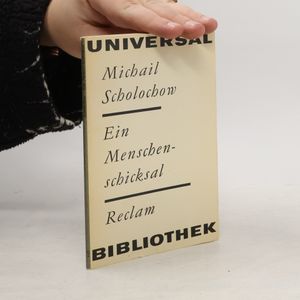 UNIVERSAL
Michail
Scholochow
Ein
Menschen-
schicksal
Reclam
BIBLIOTHEK